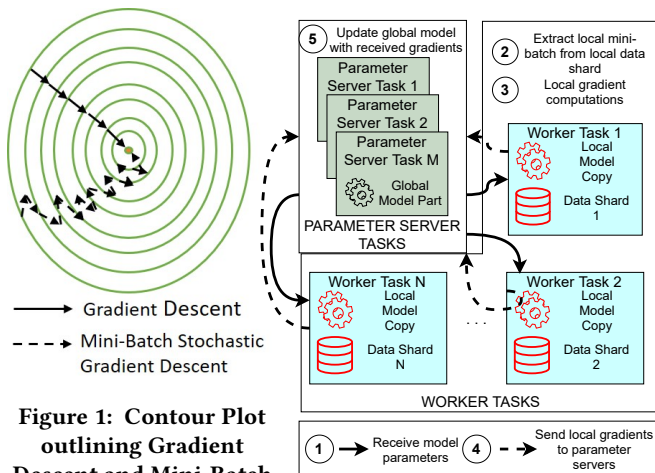 Gradient Descent
Mini-Batch Stochastic
Gradient Descent
Figure 1: Contour Plot
outlining Gradient
Descent and Mini-Batch
5
Update global model
with received gradients
Parameter
Server Task 1
Parameter
Server Task 2
Parameter
Server Task M
Global
Model Part
PARAMETER SERVER
TASKS
2
Extract local mini-
batch from local data
shard
3
Local gradient
computations
Worker Task 1
Local
Model
Copy
Data Shard
1
Worker Task N
Local
Model
Copy
Data Shard
N
. . .
Worker Task 2
Local
Model
Copy
Data Shard
2
WORKER TASKS
1
Receive model
parameters
4
Send local gradients
to parameter
servers